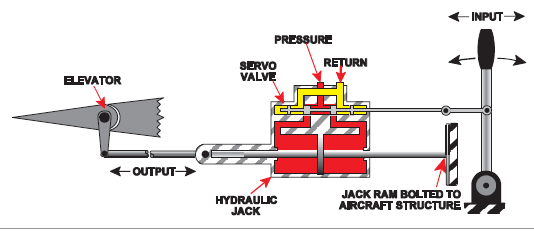 INPUT
PRESSURE
RETURN
SERVO
VALVE
ELEVATOR
OUTPUT
HYDRAULIC
JACK
JACK RAM BOLTED TO
AIRCRAFT STRUCTURE